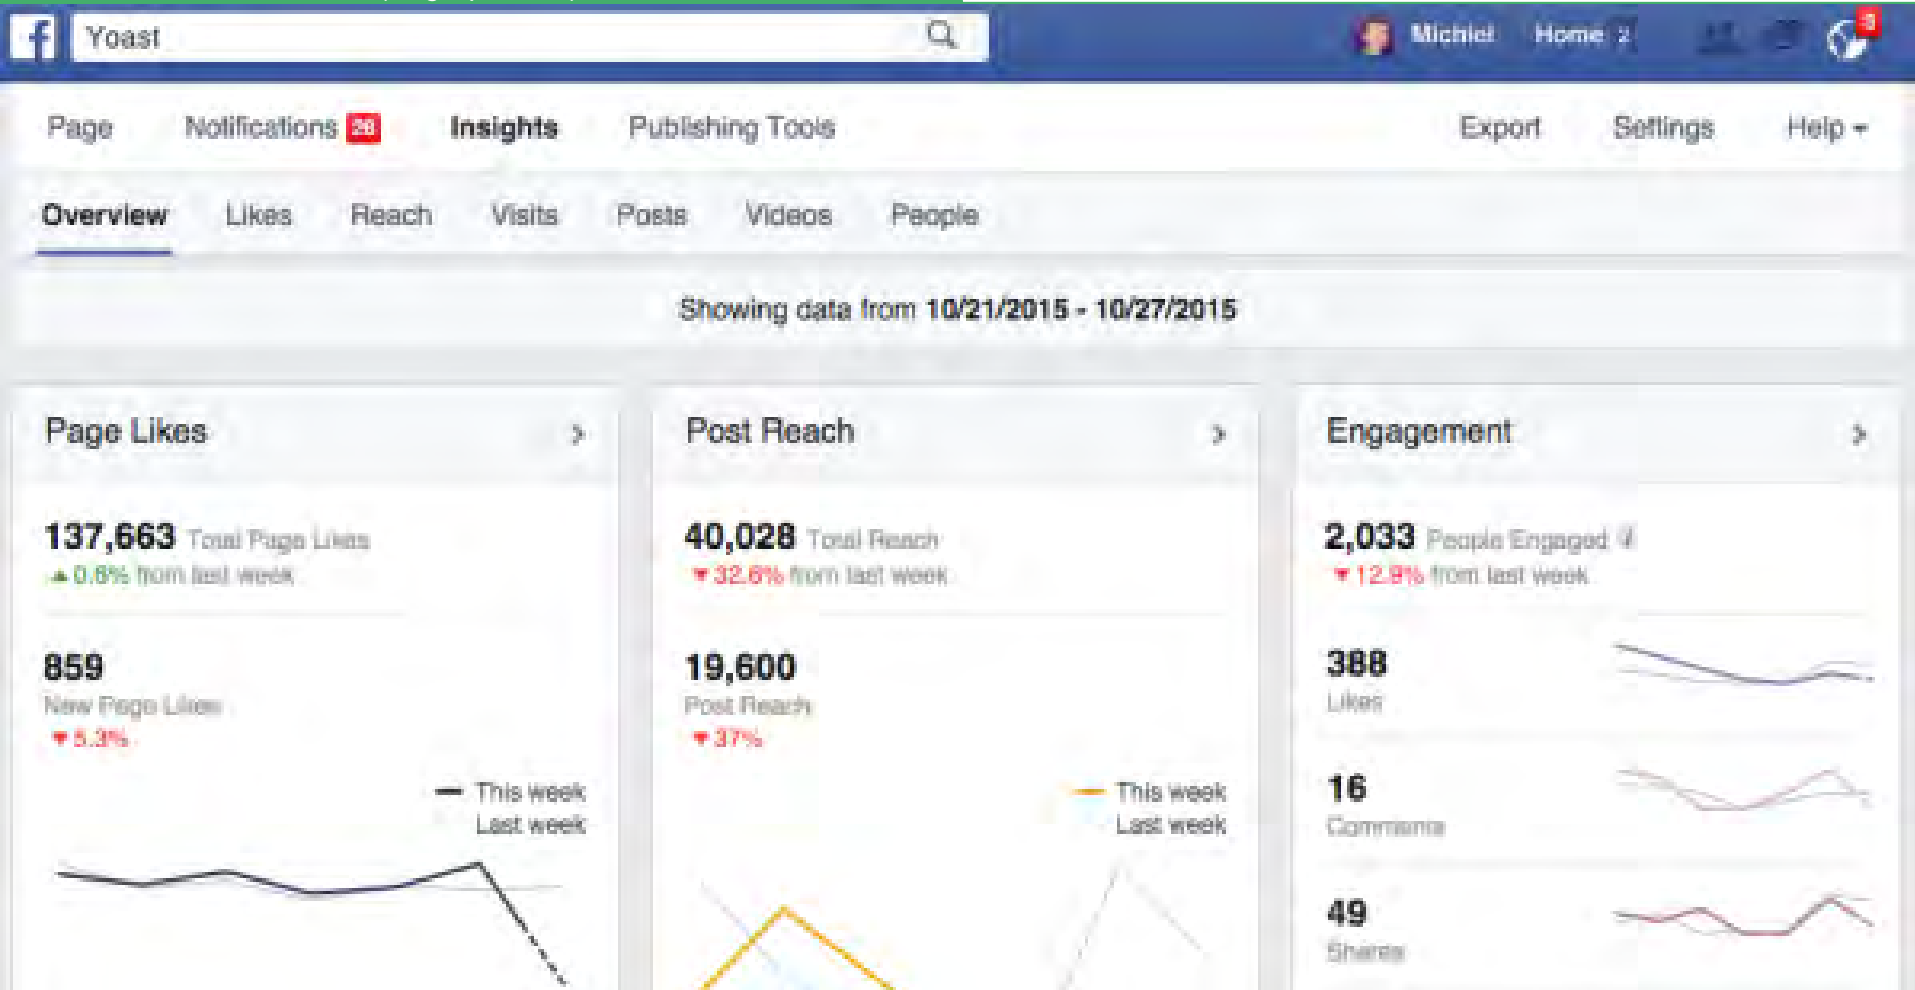 f Yoast Michiel Home
Page Notifications Insights Publishing Tools Export Settings Help
Overview Likes Reach Visits Posts Videos People
Showing data from 10/21/2015 - 10/27/2015
Page Likes
137,663 Total Page Likes
0.6% from last week
859
New Page Likes
5.3%
This week
Last week
Post Reach
40,028 Total Reach
32.6% from last week
19,600
Post Reach
37%
This week
Last week
Engagement
2,033 People Engaged
12.9% from last week
388
Likes
16
Comments
49
Shares